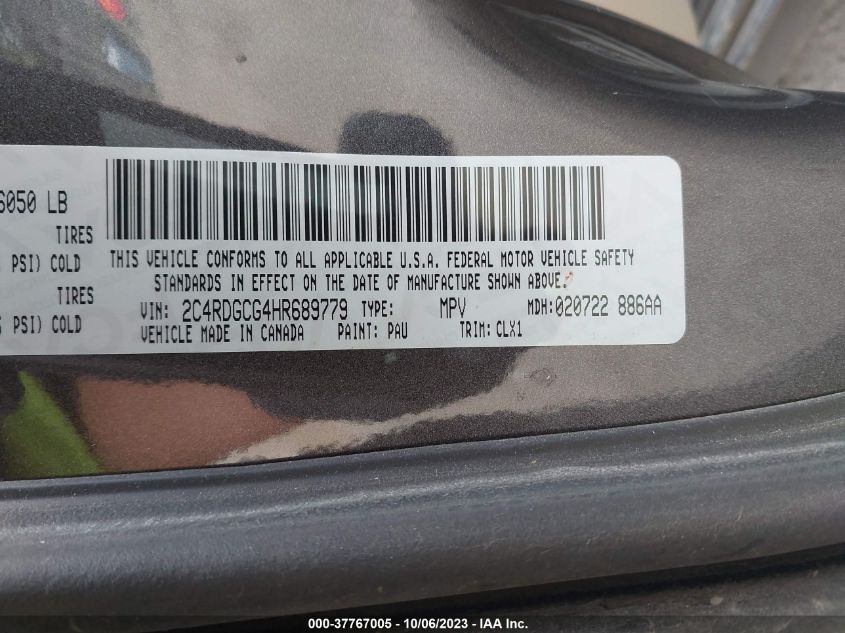 6050 LB
TIRES
PSI) COLD
TIRES
PSI) COLD
THIS VEHICLE CONFORMS TO ALL APPLICABLE U.S.A. FEDERAL MOTOR VEHICLE SAFETY
STANDARDS IN EFFECT ON THE DATE OF MANUFACTURE SHOWN ABOVE.
VIN: 2C4RDGCG4HR689779 TYPE: MPV MDH:020722 886AA
VEHICLE MADE IN CANADA PAINT: PAU TRIM: CLX1
000-37767005 - 10/06/2023 - IAA Inc.